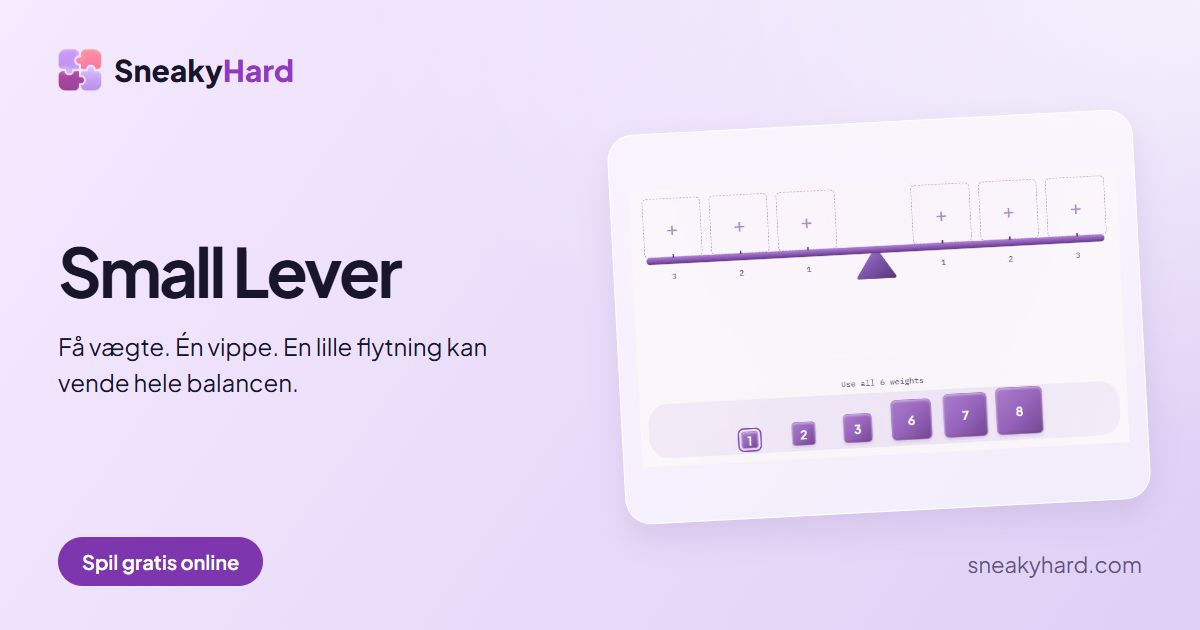 SneakyHard
Small Lever
Få vægte. Én vippe. En lille flytning kan
vende hele balancen.
+ + + + + +
3 2 1 1 2 3
Use all 6 weights
1 2 3 6 7 8
Spil gratis online
sneakyhard.com